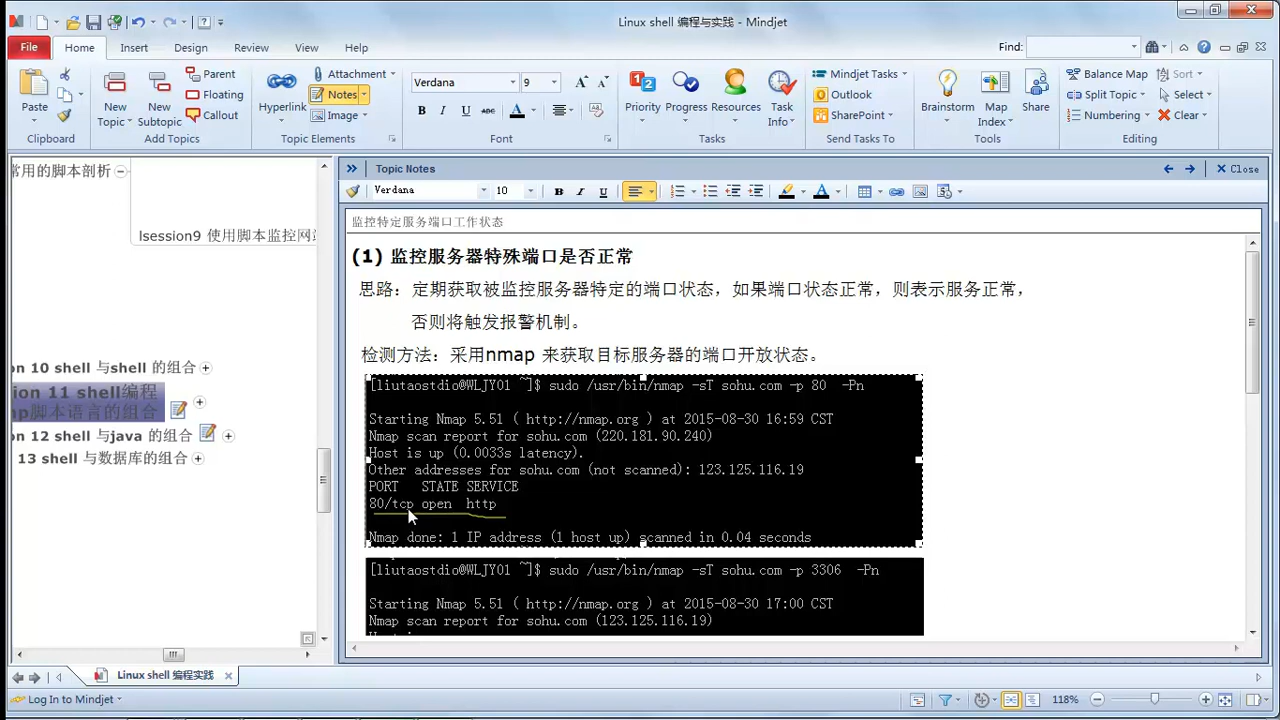 Linux shell 编程与实践 - Mindjet
File Home Insert Design Review View Help Find:
Paste
Clipboard
New Topic
New Subtopic
Parent
Floating
Callout
Add Topics
Hyperlink
Attachment
Notes
Image
Topic Elements
Verdana 9
B I U abc A
Font
Priority
Progress
Resources
Task Info
Tasks
Mindjet Tasks
Outlook
SharePoint
Send Tasks To
Brainstorm
Map Index
Share
Tools
Balance Map
Split Topic
Numbering
Sort
Select
Clear
Editing
常用的脚本剖析
lsession9 使用脚本监控网
10 shell 与shell 的组合
ion 11 shell编程
np脚本语言的组合
on 12 shell 与java 的组合
13 shell 与数据库的组合
Topic Notes Close
Verdana 10 B I U
监控特定服务端口工作状态
(1) 监控服务器特殊端口是否正常
思路：定期获取被监控服务器特定的端口状态，如果端口状态正常，则表示服务正常，
否则将触发报警机制。
检测方法：采用nmap 来获取目标服务器的端口开放状态。
[liutaostdio@WLJY01 ~]$ sudo /usr/bin/nmap -sT sohu.com -p 80 -Pn
Starting Nmap 5.51 ( http://nmap.org ) at 2015-08-30 16:59 CST
Nmap scan report for sohu.com (220.181.90.240)
Host is up (0.0033s latency).
Other addresses for sohu.com (not scanned): 123.125.116.19
PORT STATE SERVICE
80/tcp open http
Nmap done: 1 IP address (1 host up) scanned in 0.04 seconds
[liutaostdio@WLJY01 ~]$ sudo /usr/bin/nmap -sT sohu.com -p 3306 -Pn
Starting Nmap 5.51 ( http://nmap.org ) at 2015-08-30 17:00 CST
Nmap scan report for sohu.com (123.125.116.19)
Linux shell 编程实践
Log In to Mindjet
118%